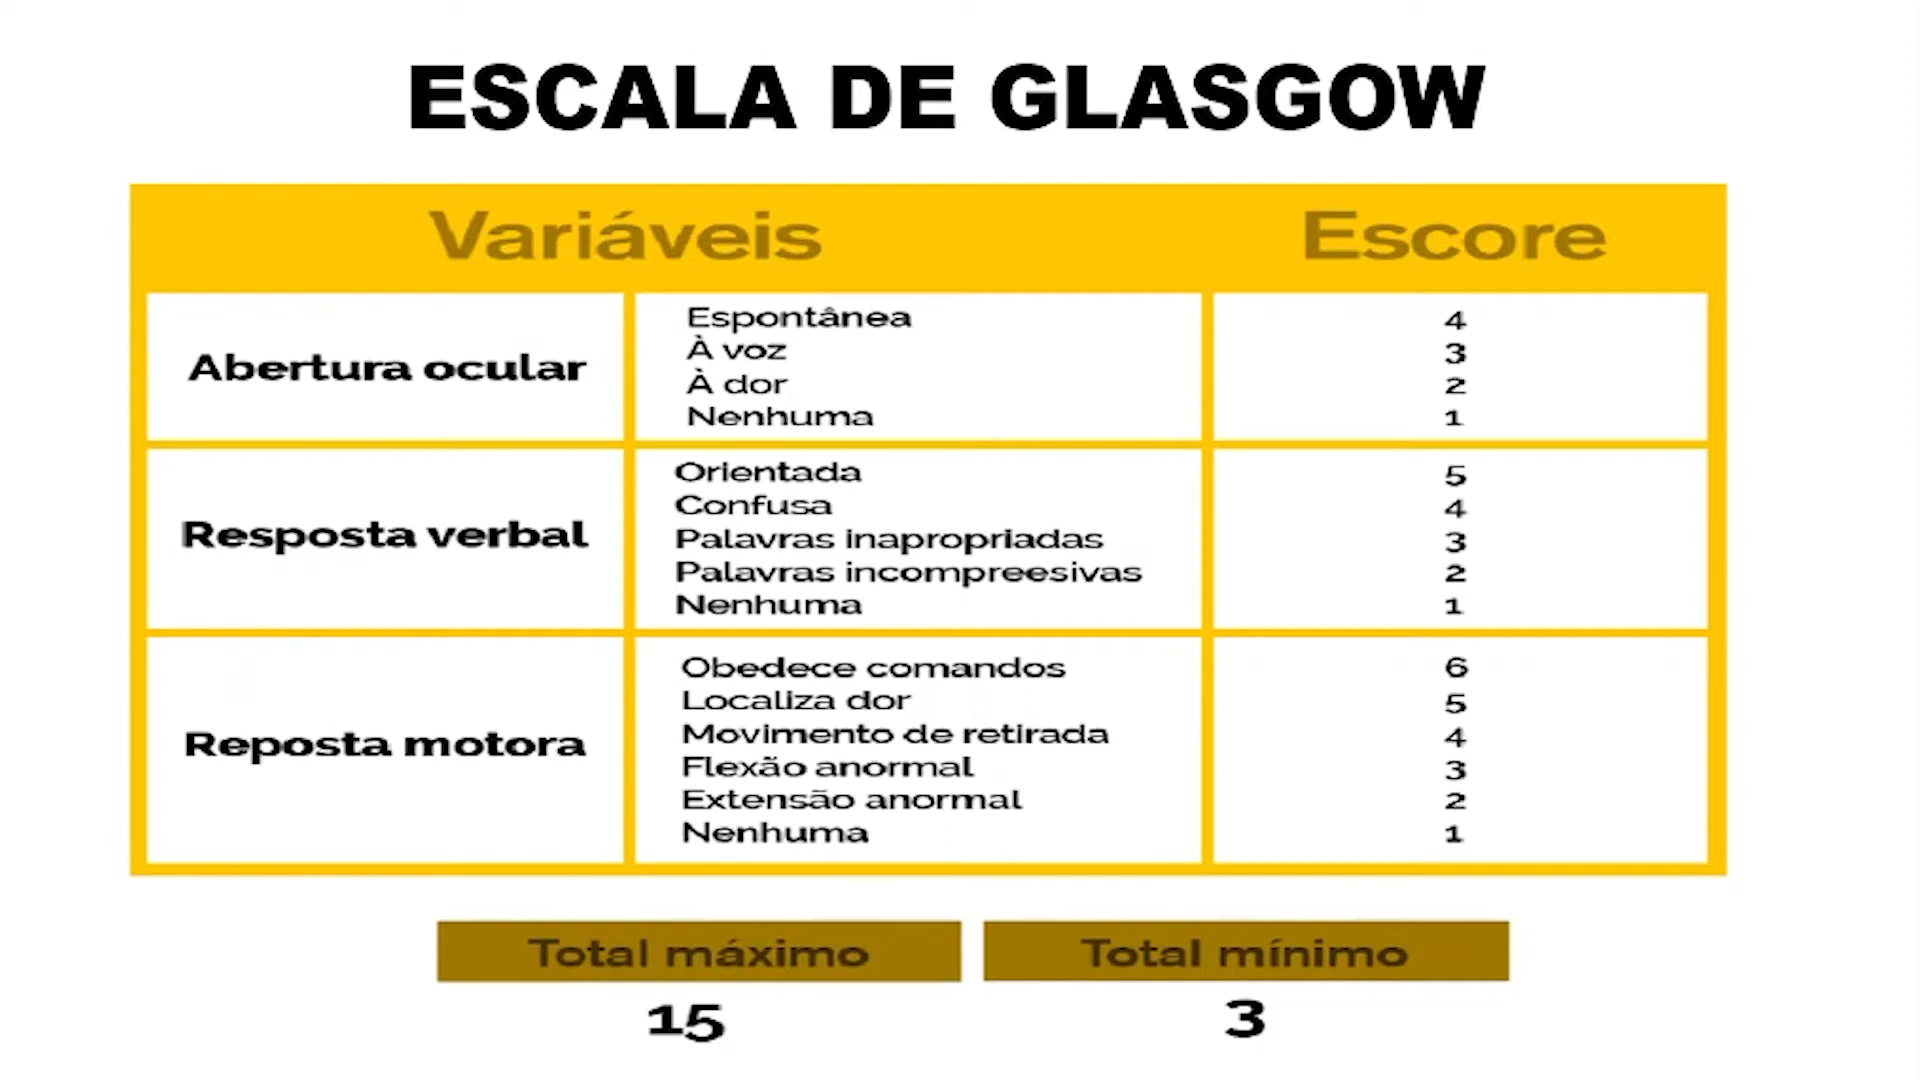 ESCALA DE GLASGOW
Variáveis Escore
Abertura ocular
Espontânea 4
À voz 3
À dor 2
Nenhuma 1
Resposta verbal
Orientada 5
Confusa 4
Palavras inapropriadas 3
Palavras incompreesivas 2
Nenhuma 1
Reposta motora
Obedece comandos 6
Localiza dor 5
Movimento de retirada 4
Flexão anormal 3
Extensão anormal 2
Nenhuma 1
Total máximo Total mínimo
15 3